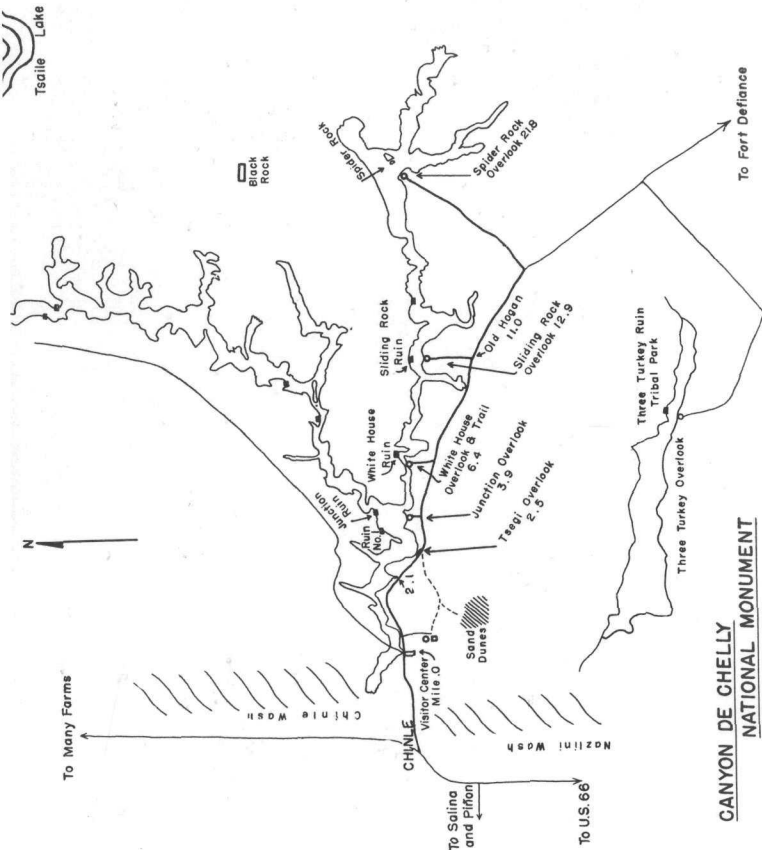 Tsaile Lake
Black
Rock
Spider Rock
Spider Rock
Overlook 21.8
To Fort Defiance
Old Hogan
11.0
Sliding Rock
Overlook 12.9
Sliding Rock
Ruin
White House
Ruin
White House
Overlook & Trail
6.4
Junction Overlook
3.9
Tsegi Overlook
2.5
Junction
Ruin
Ruin
No. 1
2.1
N
Three Turkey Ruin
Tribal Park
Three Turkey Overlook
Sand
Dunes
Visitor Center
Mile .0
CHINLE
Chinle Wash
Nazlini Wash
To Many Farms
To Salina
and Piñon
To U.S. 66
CANYON DE CHELLY
NATIONAL MONUMENT